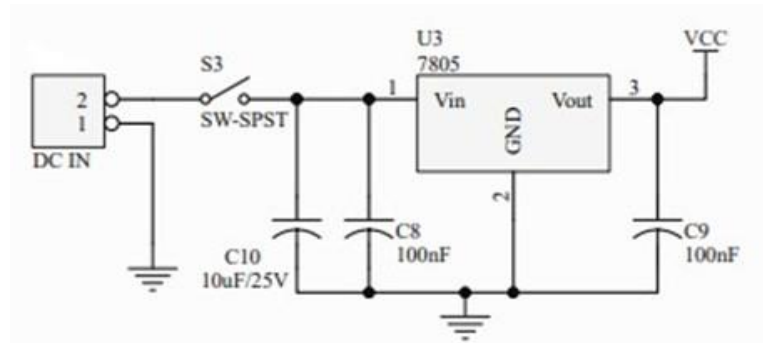 U3
7805
VCC
S3
2
1
SW-SPST
DC IN
1
Vin
Vout
3
GND
2
C10
10uF/25V
C8
100nF
C9
100nF